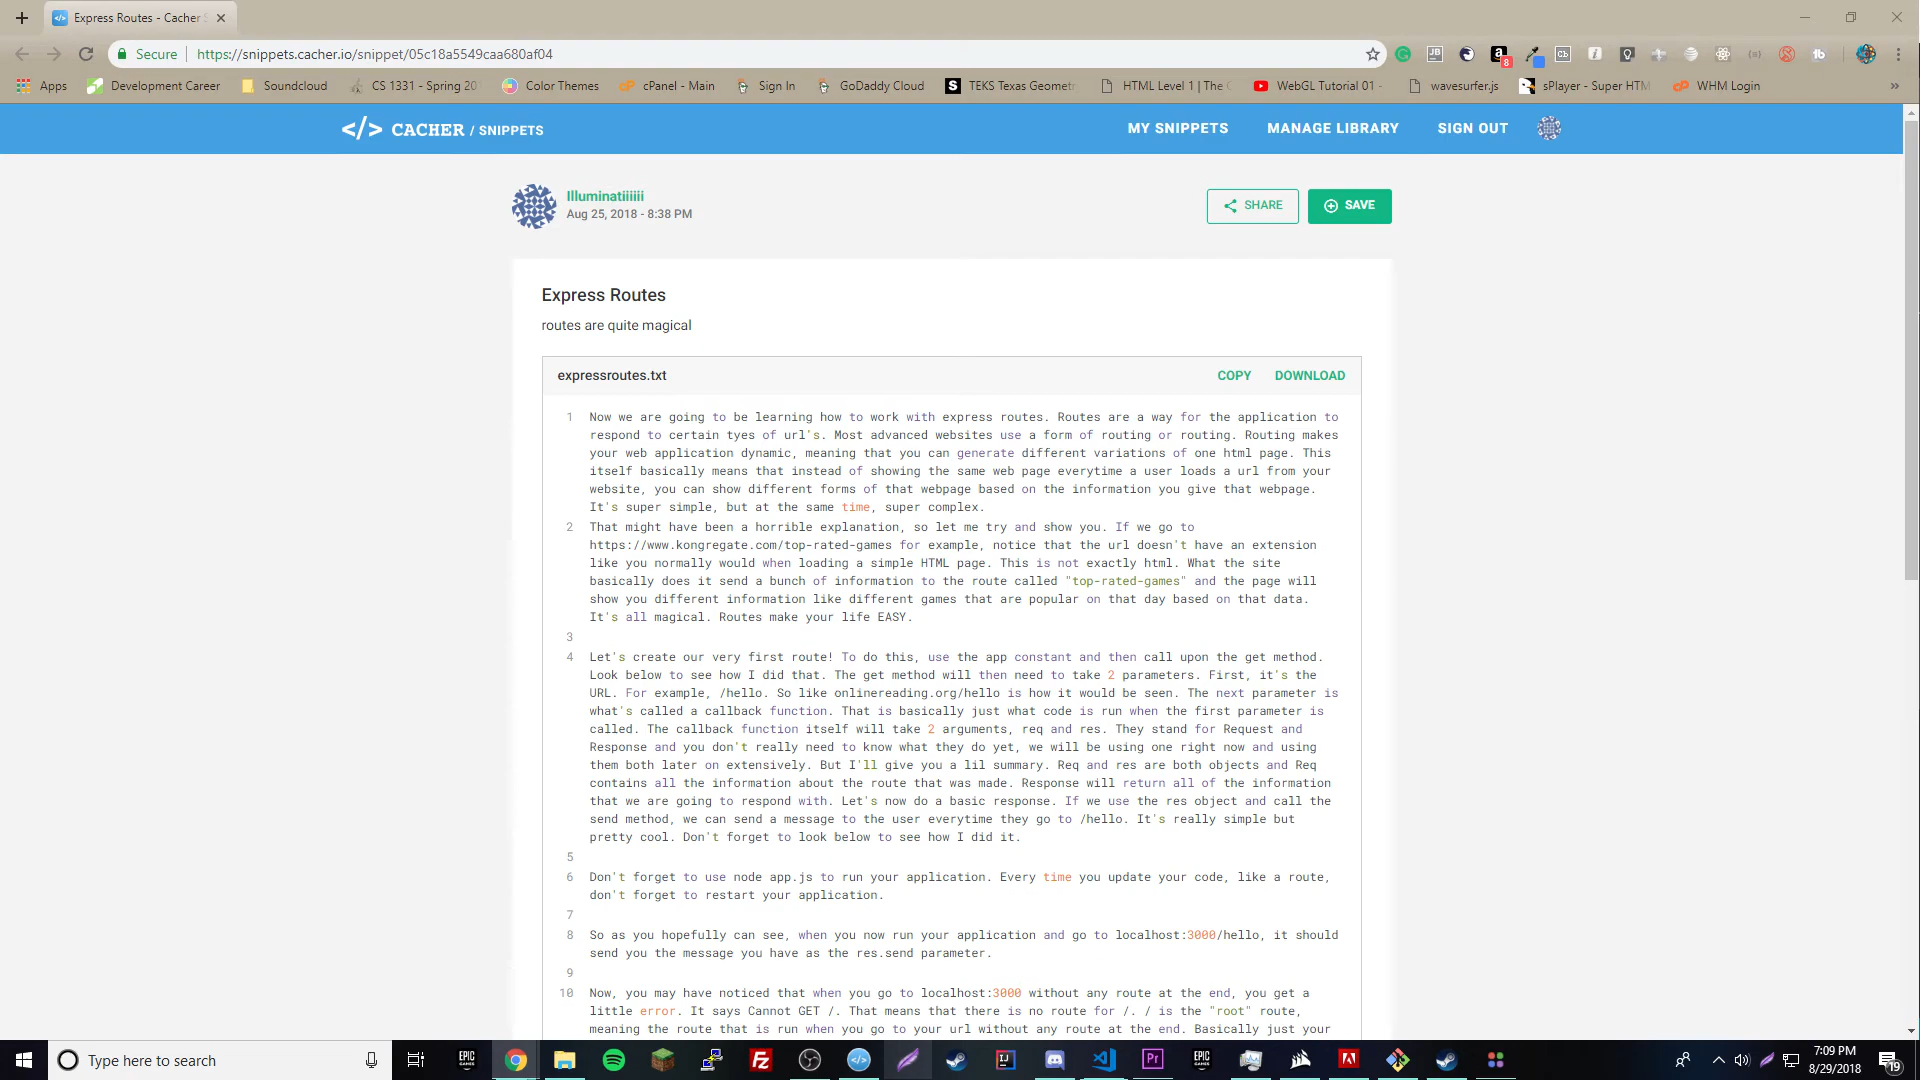 Express Routes - Cacher
Secure
https://snippets.cacher.io/snippet/05c18a5549caa680af04
8
Apps
Development Career
Soundcloud
CS 1331 - Spring 20
Color Themes
cPanel - Main
Sign In
GoDaddy Cloud
TEKS Texas Geomet
HTML Level 1 | The
WebGL Tutorial 01 -
wavesurfer.js
sPlayer - Super HTM
WHM Login
</> CACHER / SNIPPETS
MY SNIPPETS
MANAGE LIBRARY
SIGN OUT
Illuminatiiiiii
Aug 25, 2018 - 8:38 PM
SHARE
SAVE
Express Routes
routes are quite magical
expressroutes.txt
COPY
DOWNLOAD
1 Now we are going to be learning how to work with express routes. Routes are a way for the application to
respond to certain tyes of url's. Most advanced websites use a form of routing or routing. Routing makes
your web application dynamic, meaning that you can generate different variations of one html page. This
itself basically means that instead of showing the same web page everytime a user loads a url from your
website, you can show different forms of that webpage based on the information you give that webpage.
It's super simple, but at the same time, super complex.
2 That might have been a horrible explanation, so let me try and show you. If we go to
https://www.kongregate.com/top-rated-games for example, notice that the url doesn't have an extension
like you normally would when loading a simple HTML page. This is not exactly html. What the site
basically does it send a bunch of information to the route called "top-rated-games" and the page will
show you different information like different games that are popular on that day based on that data.
It's all magical. Routes make your life EASY.
3
4 Let's create our very first route! To do this, use the app constant and then call upon the get method.
Look below to see how I did that. The get method will then need to take 2 parameters. First, it's the
URL. For example, /hello. So like onlinereading.org/hello is how it would be seen. The next parameter is
what's called a callback function. That is basically just what code is run when the first parameter is
called. The callback function itself will take 2 arguments, req and res. They stand for Request and
Response and you don't really need to know what they do yet, we will be using one right now and using
them both later on extensively. But I'll give you a lil summary. Req and res are both objects and Req
contains all the information about the route that was made. Response will return all of the information
that we are going to respond with. Let's now do a basic response. If we use the res object and call the
send method, we can send a message to the user everytime they go to /hello. It's really simple but
pretty cool. Don't forget to look below to see how I did it.
5
6 Don't forget to use node app.js to run your application. Every time you update your code, like a route,
don't forget to restart your application.
7
8 So as you hopefully can see, when you now run your application and go to localhost:3000/hello, it should
send you the message you have as the res.send parameter.
9
10 Now, you may have noticed that when you go to localhost:3000 without any route at the end, you get a
little error. It says Cannot GET /. That means that there is no route for /. / is the "root" route,
meaning the route that is run when you go to your url without any route at the end. Basically just your
Type here to search
7:09 PM
8/29/2018
19